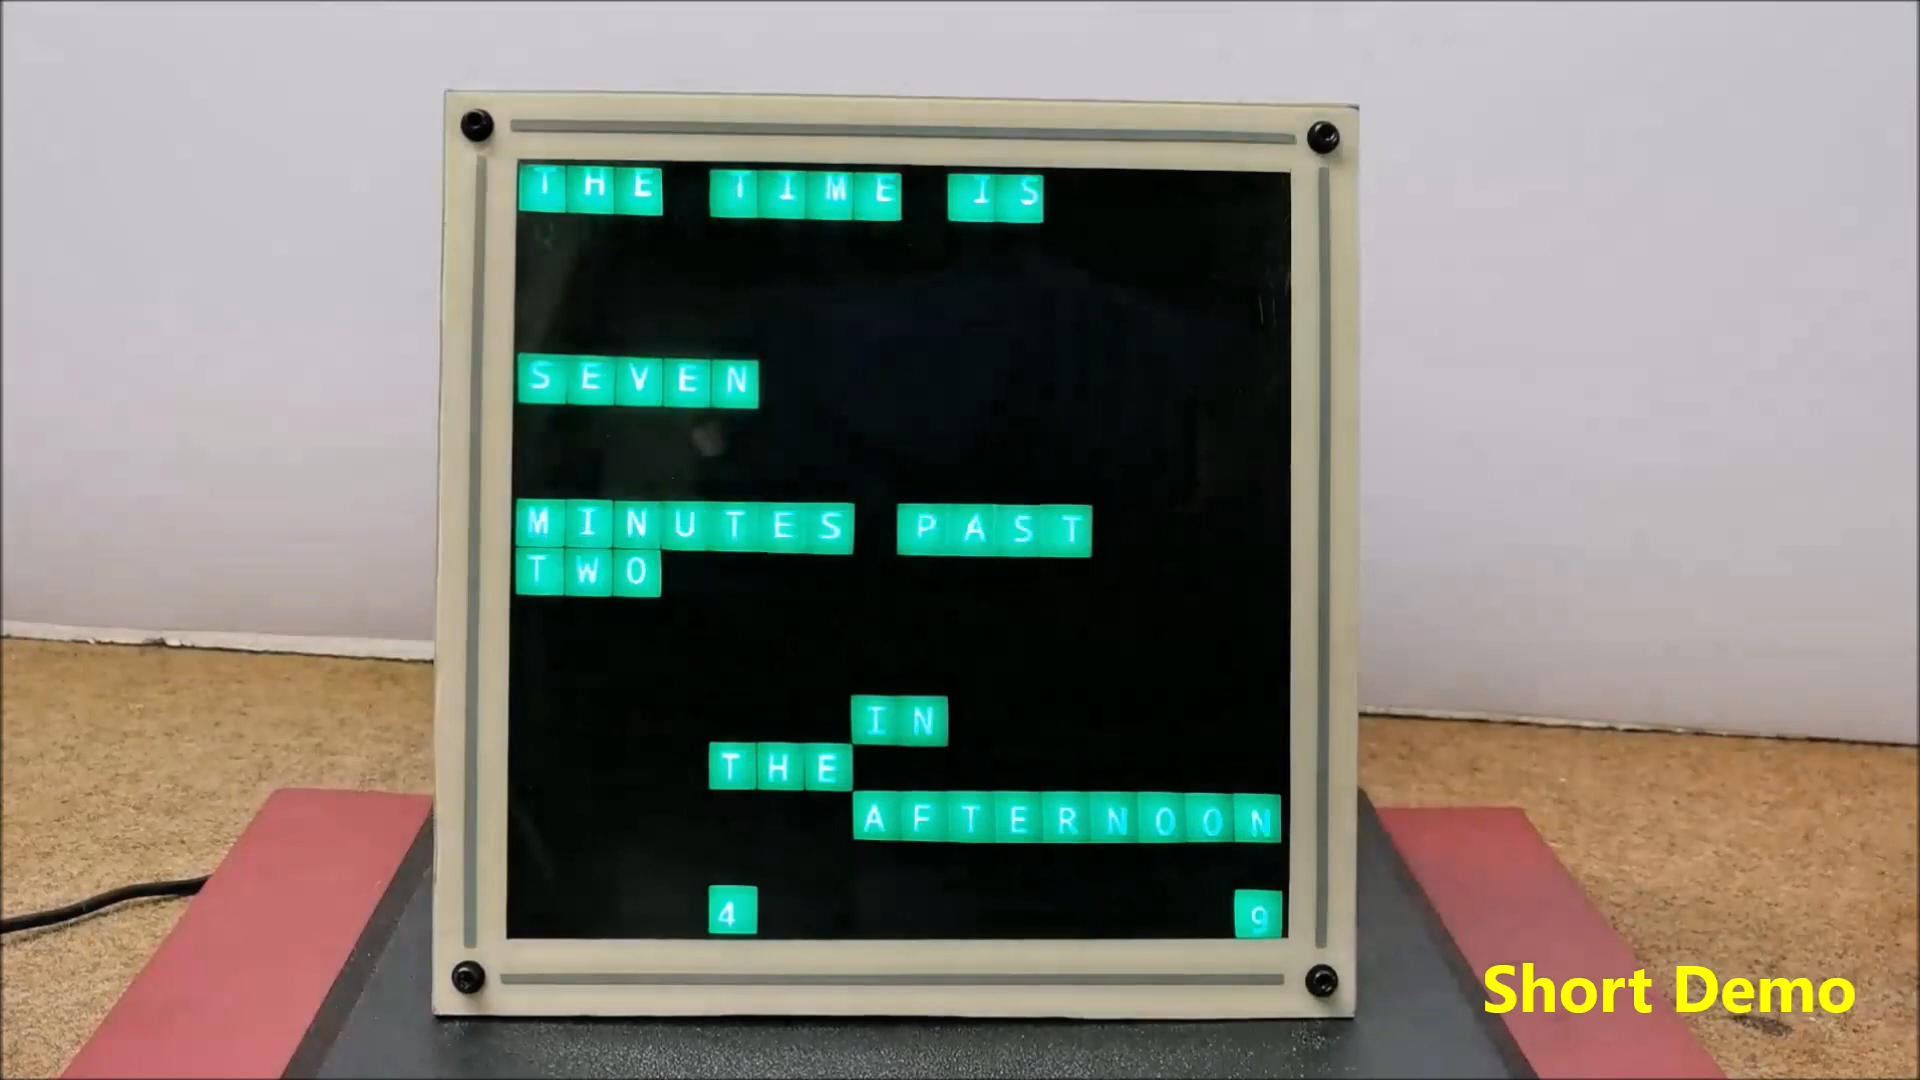 THE TIME IS
SEVEN
MINUTES PAST
TWO
IN
THE
AFTERNOON
4 9
Short Demo